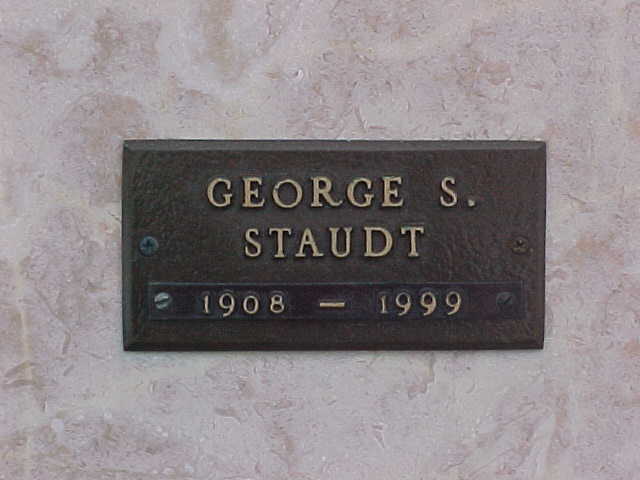 GEORGE S.
STAUDT
1908 — 1999